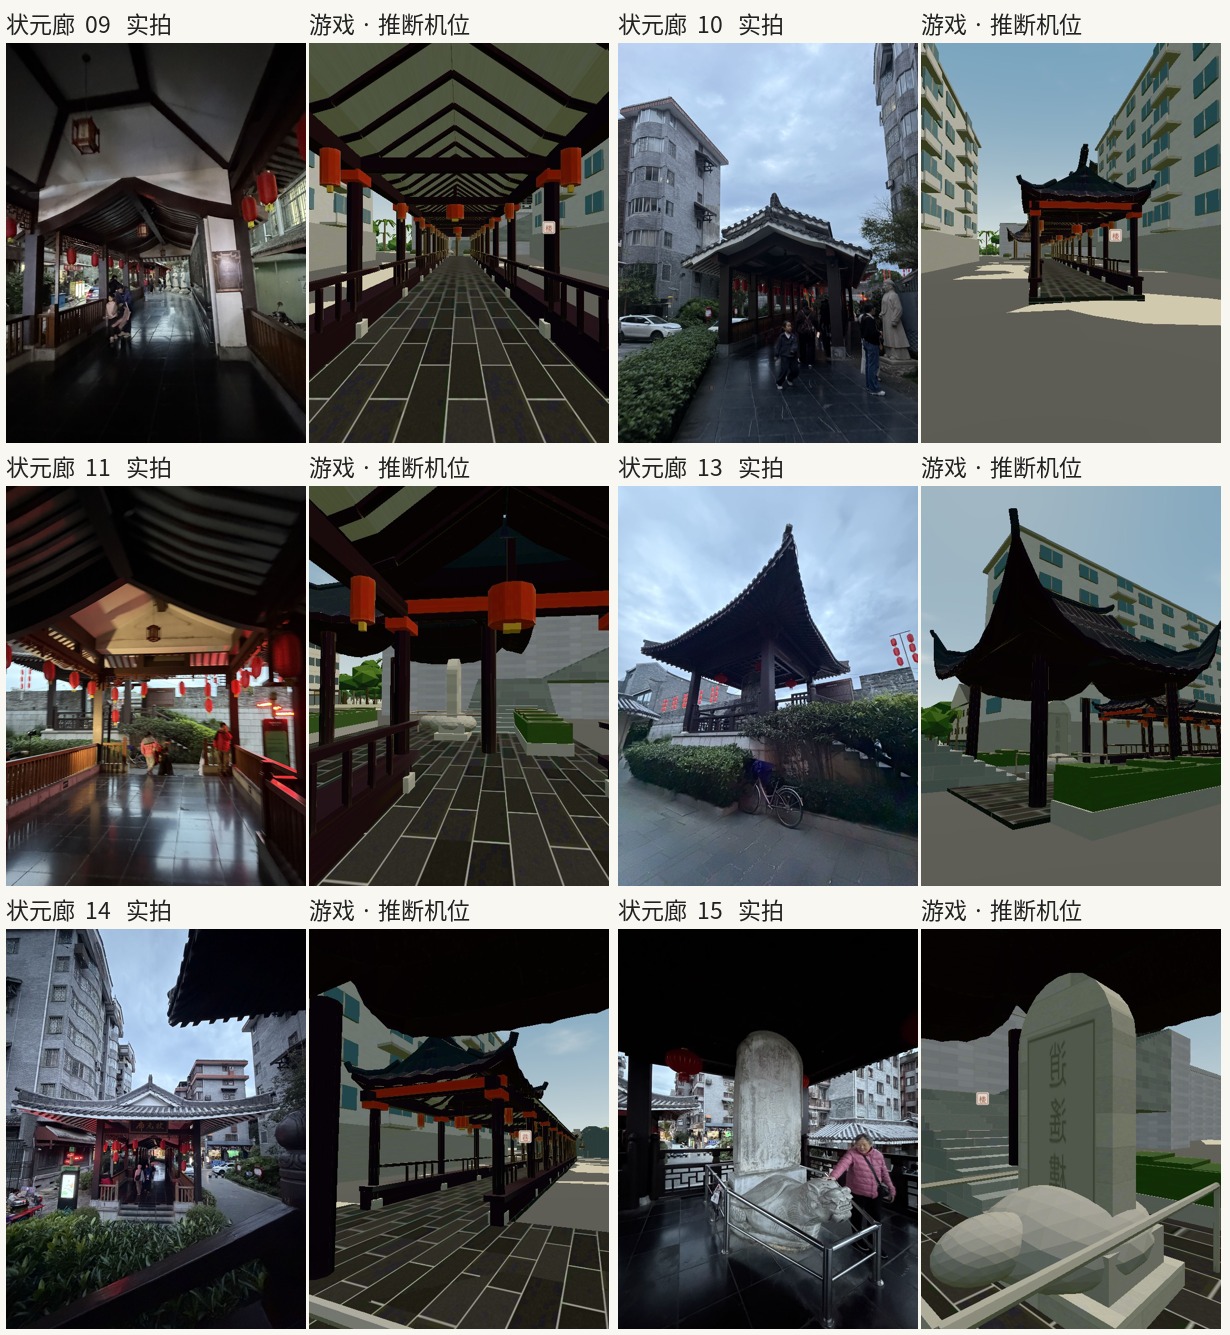 状元廊 09 实拍
游戏 · 推断机位
状元廊 10 实拍
游戏 · 推断机位
楼
楼
状元廊 11 实拍
游戏 · 推断机位
状元廊 13 实拍
游戏 · 推断机位
状元廊 14 实拍
游戏 · 推断机位
状元廊 15 实拍
游戏 · 推断机位
楼